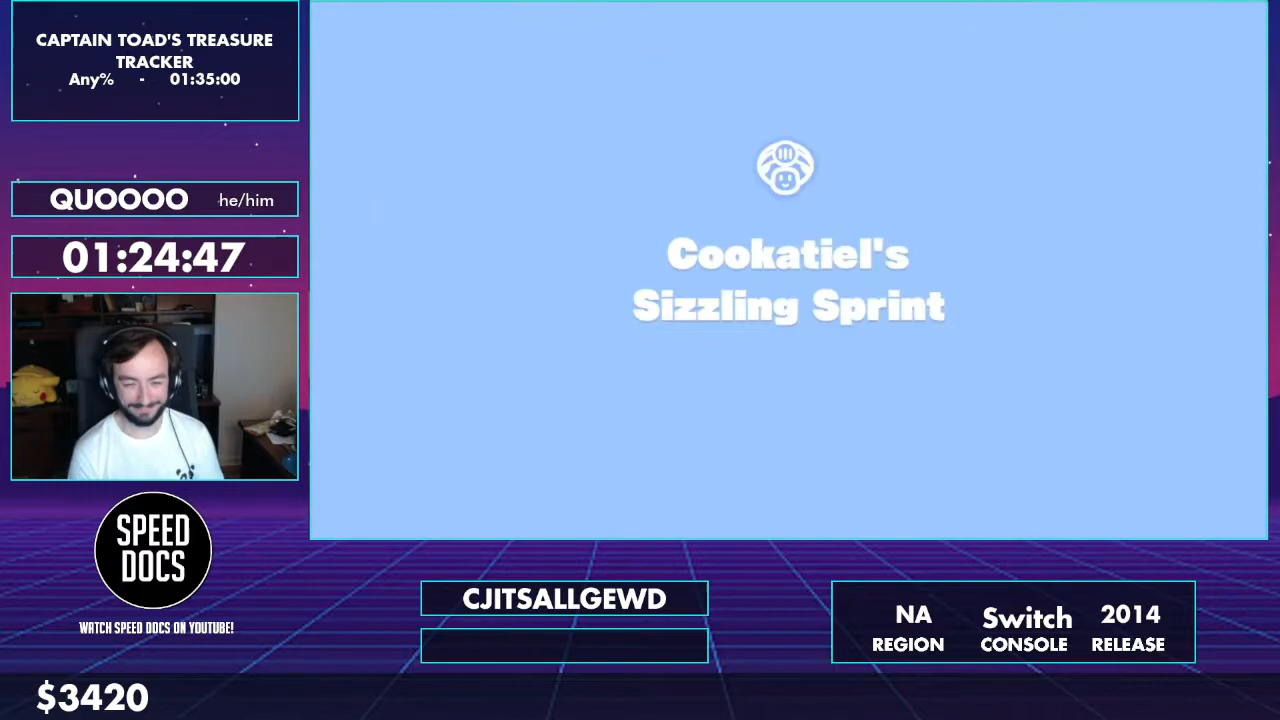 CAPTAIN TOAD'S TREASURE
TRACKER
Any% - 01:35:00
QUOOOO he/him
01:24:47
Cookatiel's
Sizzling Sprint
SPEED
DOCS
WATCH SPEED DOCS ON YOUTUBE!
CJITSALLGEWD
NA Switch 2014
REGION CONSOLE RELEASE
$3420